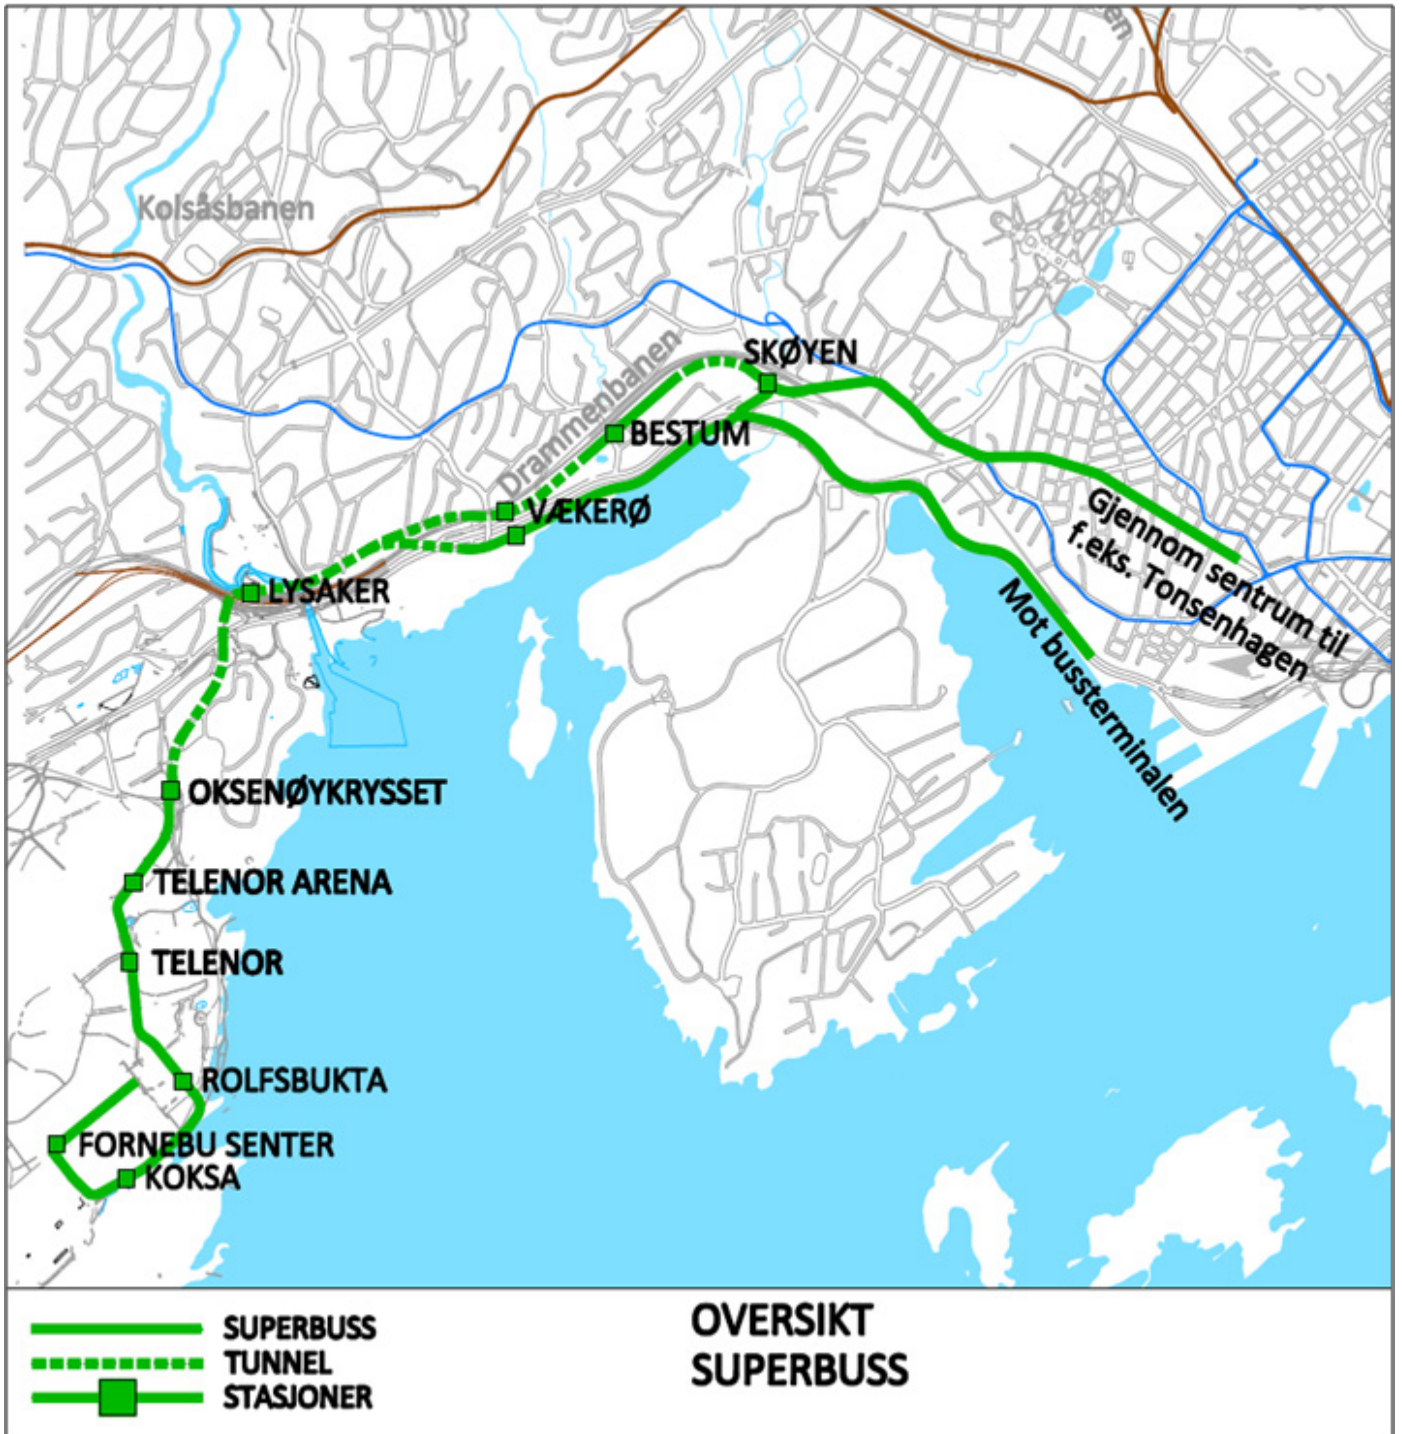 en
Kolsåsbanen
Drammenbanen
SKØYEN
BESTUM
VÆKERØ
LYSAKER
Gjennom sentrum til
f.eks. Tonsenhagen
Mot bussterminalen
OKSENØYKRYSSET
TELENOR ARENA
TELENOR
ROLFSBUKTA
FORNEBU SENTER
KOKSA
SUPERBUSS
TUNNEL
STASJONER
OVERSIKT
SUPERBUSS